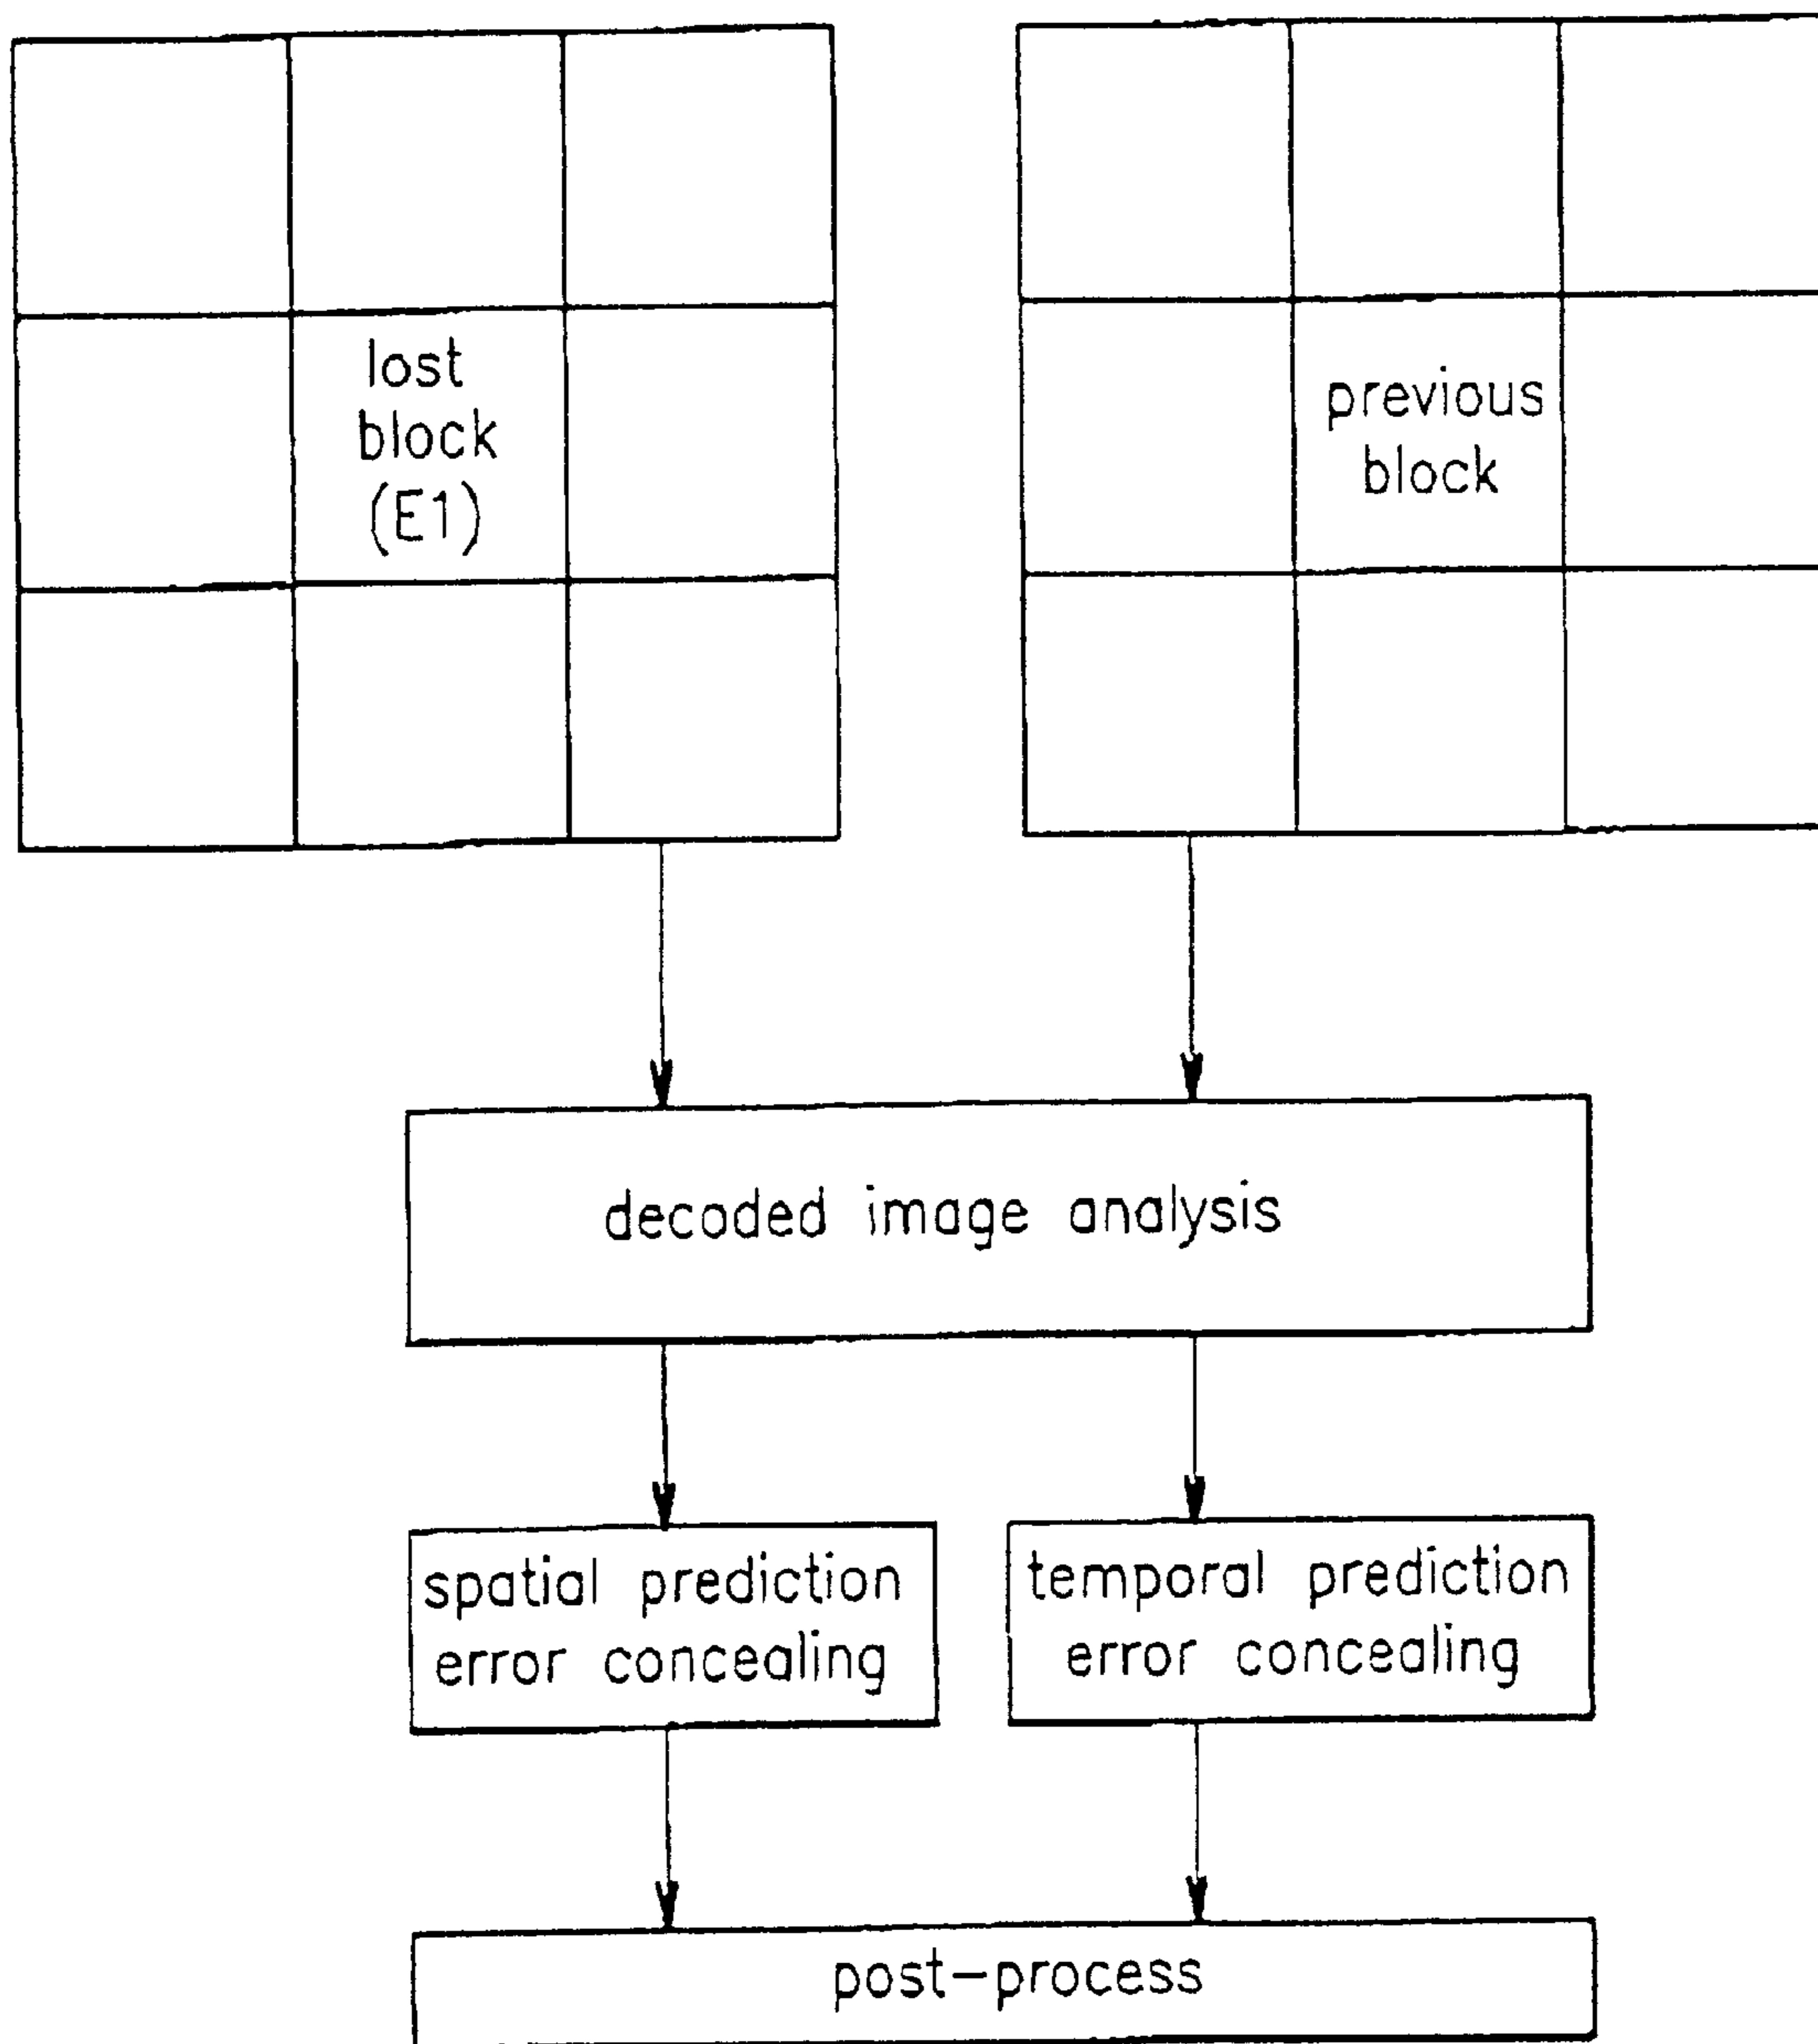 lost
block
(E1)
previous
block
decoded image analysis
spatial prediction
error concealing
temporal prediction
error concealing
post-process